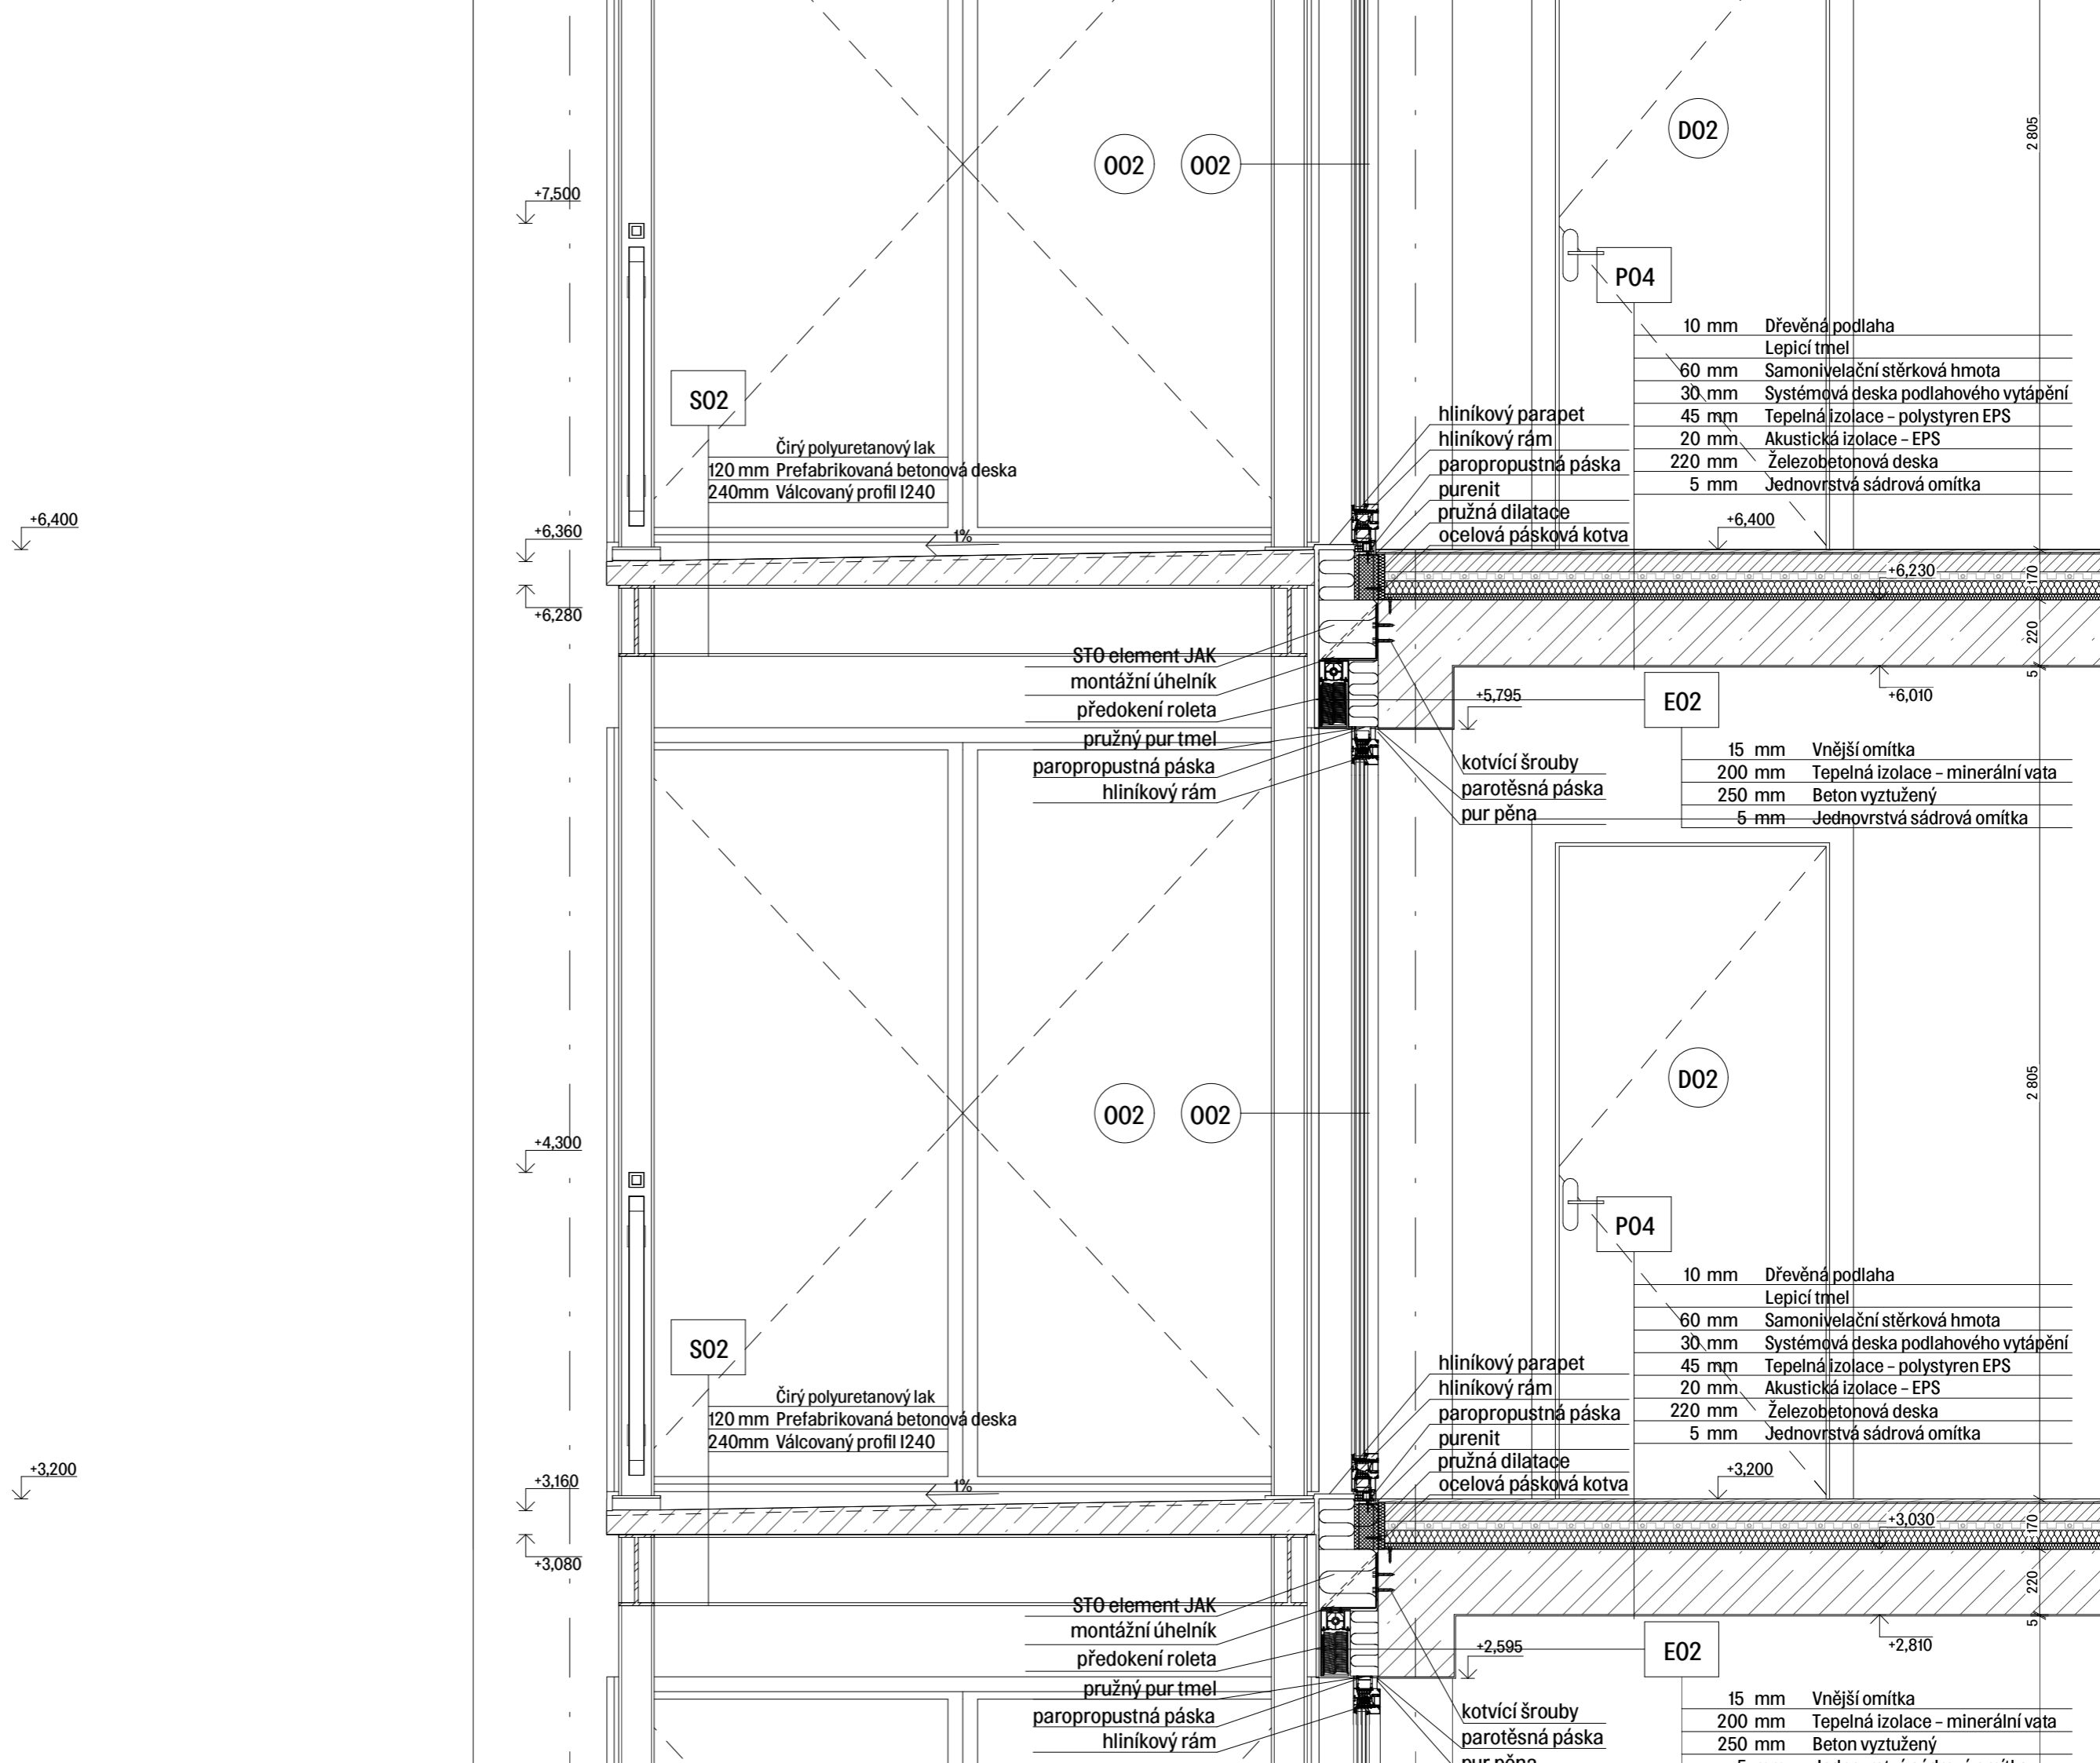 2 805
D02
002
002
+7,500
P04
10 mm Dřevěná podlaha
Lepicí tmel
60 mm Samonivelační stěrková hmota
30 mm Systémová deska podlahového vytápění
45 mm Tepelná izolace – polystyren EPS
20 mm Akustická izolace – EPS
220 mm Železobetonová deska
5 mm Jednovrstvá sádrová omítka
S02
Čirý polyuretanový lak
120 mm Prefabrikovaná betonová deska
240mm Válcovaný profil I240
hliníkový parapet
hliníkový rám
paropropustná páska
purenit
pružná dilatace
ocelová pásková kotva
+6,400
+6,360
1%
+6,400
+6,230
170
+6,280
220
STO element JAK
montážní úhelník
předokení roleta
pružný pur tmel
paropropustná páska
hliníkový rám
5
+6,010
+5,795
E02
15 mm Vnější omítka
200 mm Tepelná izolace – minerální vata
250 mm Beton vyztužený
5 mm Jednovrstvá sádrová omítka
kotvící šrouby
parotěsná páska
pur pěna
2 805
D02
002
002
+4,300
P04
10 mm Dřevěná podlaha
Lepicí tmel
60 mm Samonivelační stěrková hmota
30 mm Systémová deska podlahového vytápění
45 mm Tepelná izolace – polystyren EPS
20 mm Akustická izolace – EPS
220 mm Železobetonová deska
5 mm Jednovrstvá sádrová omítka
S02
Čirý polyuretanový lak
120 mm Prefabrikovaná betonová deska
240mm Válcovaný profil I240
hliníkový parapet
hliníkový rám
paropropustná páska
purenit
pružná dilatace
ocelová pásková kotva
+3,200
+3,160
1%
+3,200
+3,030
170
+3,080
220
STO element JAK
montážní úhelník
předokení roleta
pružný pur tmel
paropropustná páska
hliníkový rám
5
+2,810
+2,595
E02
15 mm Vnější omítka
200 mm Tepelná izolace – minerální vata
250 mm Beton vyztužený
kotvící šrouby
parotěsná páska
pur pěna